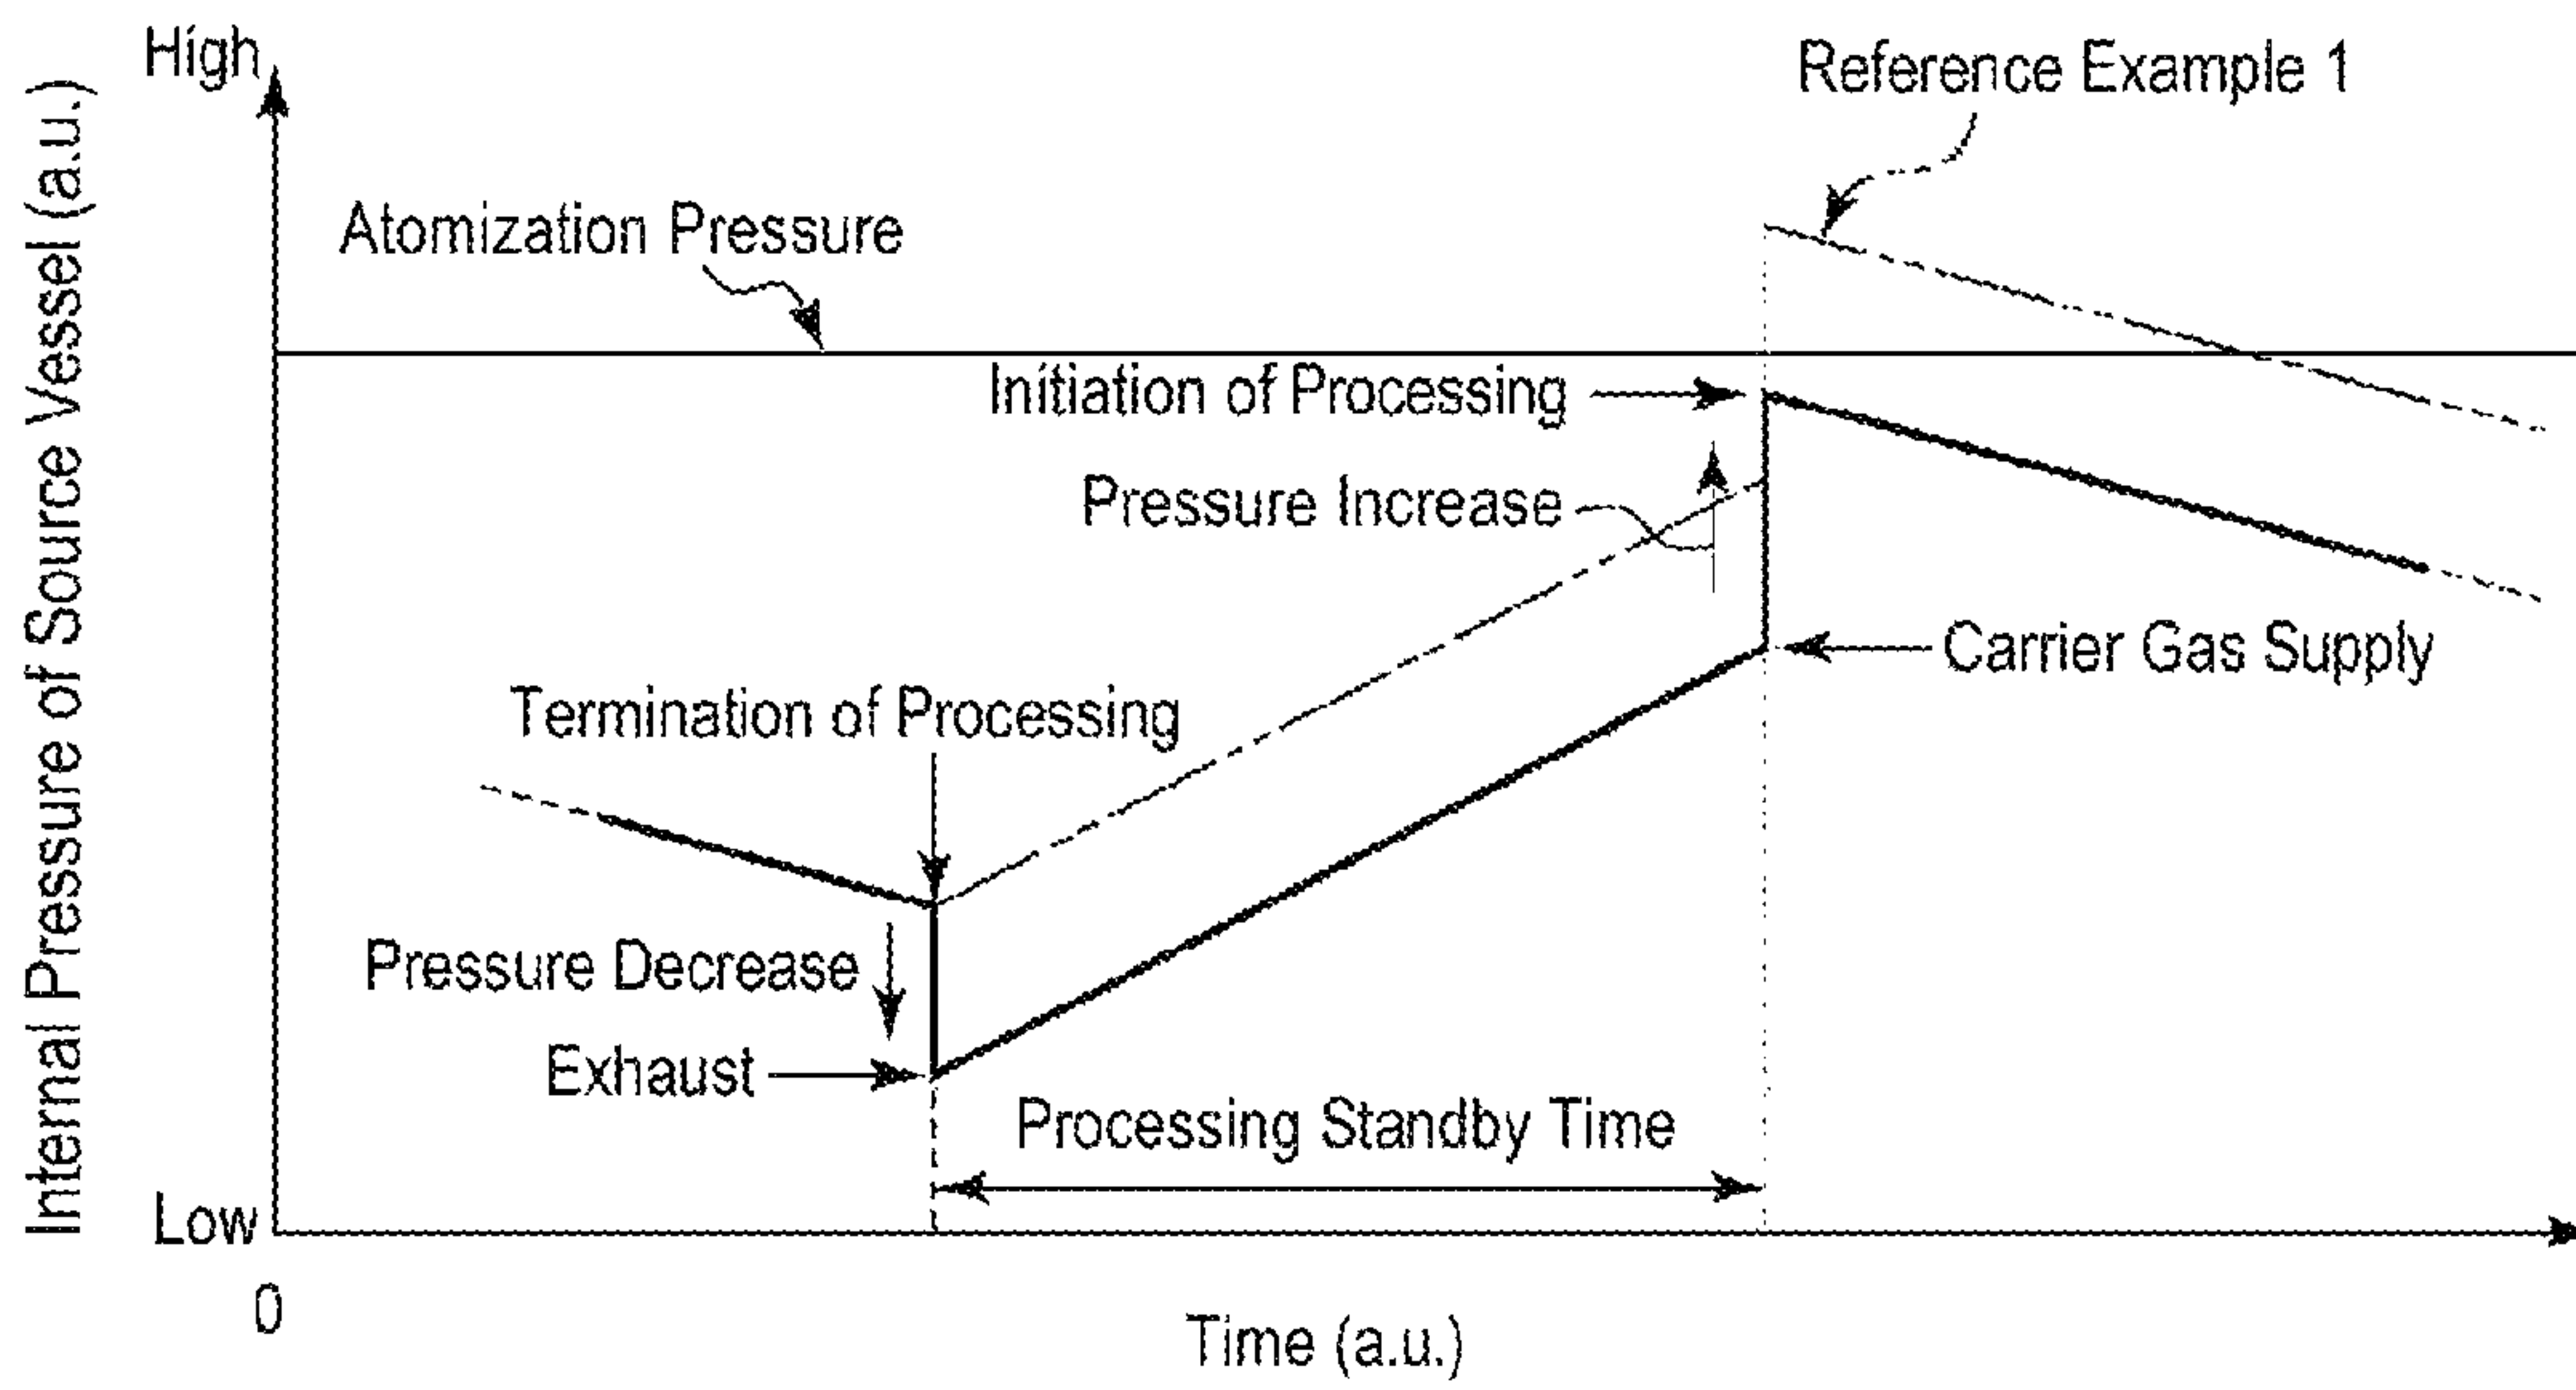 High
Reference Example 1
Atomization Pressure
Initiation of Processing
Pressure Increase
Carrier Gas Supply
Termination of Processing
Pressure Decrease
Exhaust
Processing Standby Time
Low
0
Time (a.u.)
Internal Pressure of Source Vessel (a.u.)